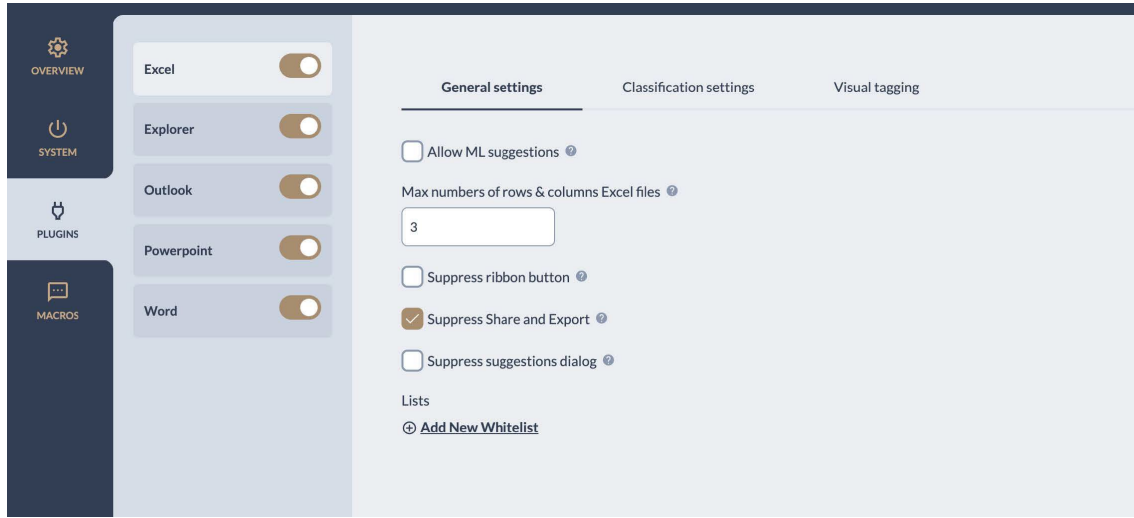 OVERVIEW
SYSTEM
PLUGINS
MACROS
Excel
Explorer
Outlook
Powerpoint
Word
General settings Classification settings Visual tagging
Allow ML suggestions ?
Max numbers of rows & columns Excel files ?
3
Suppress ribbon button ?
Suppress Share and Export ?
Suppress suggestions dialog ?
Lists
Add New Whitelist